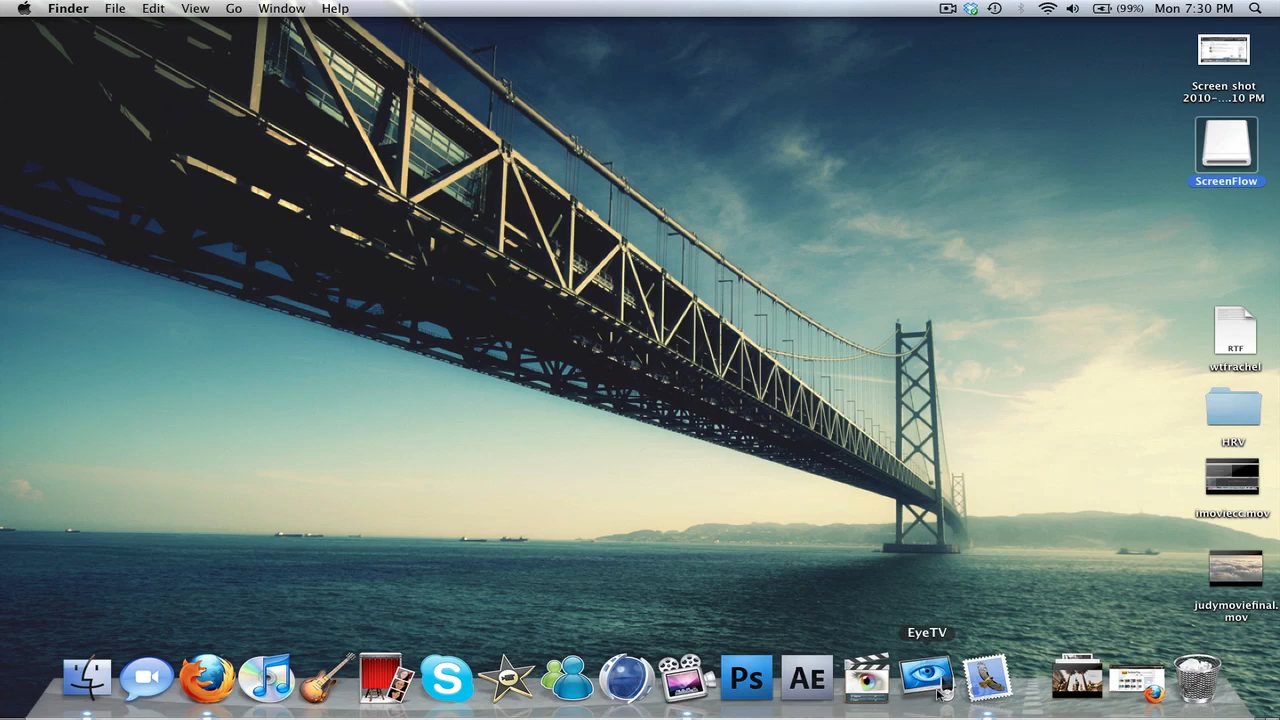 Finder File Edit View Go Window Help
(99%) Mon 7:30 PM
Screen shot
2010-....10 PM
ScreenFlow
RTF
wtfrachel
HRV
imoviecc.mov
judymoviefinal.
mov
EyeTV
S
Ps
AE